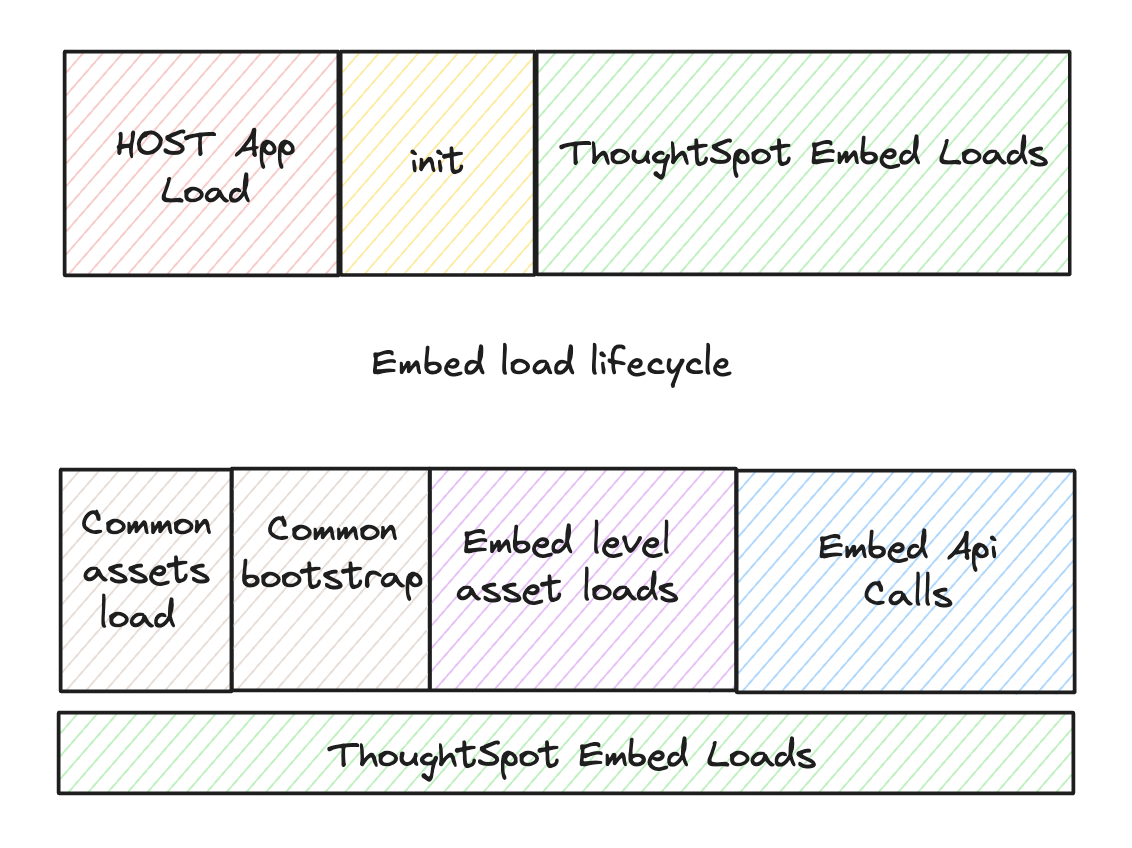 HOST App
Load
init
ThoughtSpot Embed Loads
Embed load lifecycle
Common
assets
load
Common
bootstrap
Embed level
asset loads
Embed Api
Calls
ThoughtSpot Embed Loads